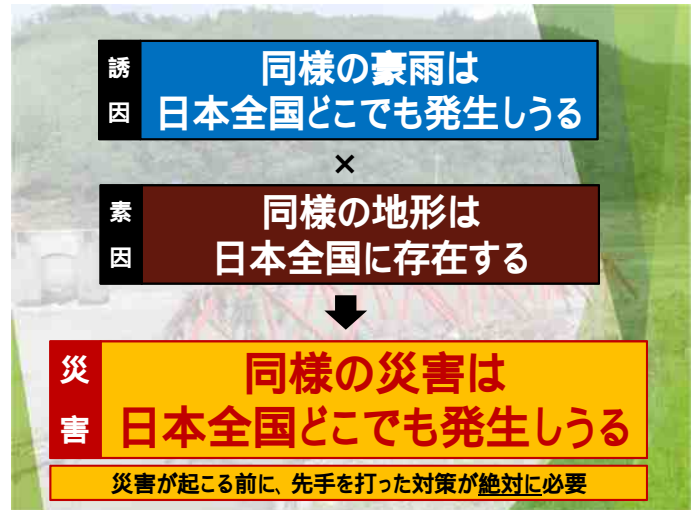 誘因
同様の豪雨は
日本全国どこでも発生しうる
×
素因
同様の地形は
日本全国に存在する
災害
同様の災害は
日本全国どこでも発生しうる
災害が起こる前に、先手を打った対策が絶対に必要